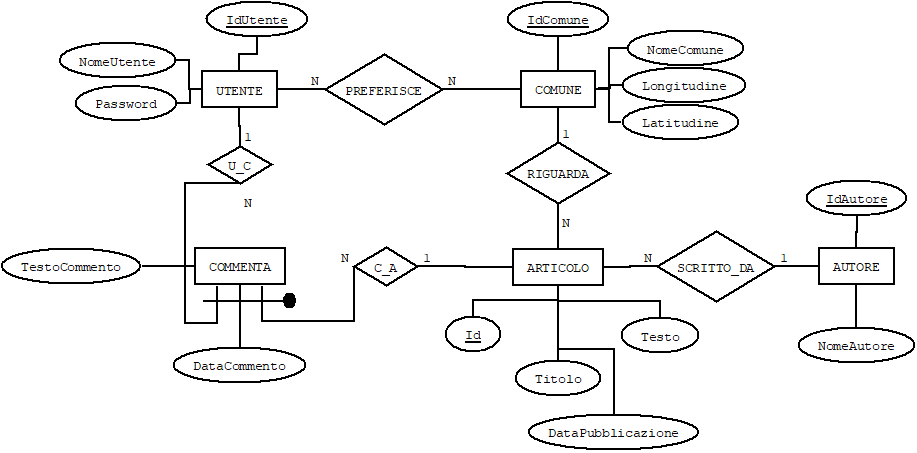 IdUtente
IdComune
NomeUtente
NomeComune
UTENTE
N
PREFERISCE
N
COMUNE
Longitudine
Password
Latitudine
1
1
U_C
RIGUARDA
N
IdAutore
N
TestoCommento
COMMENTA
N
C_A
1
ARTICOLO
N
SCRITTO_DA
1
AUTORE
Id
Testo
NomeAutore
DataCommento
Titolo
DataPubblicazione